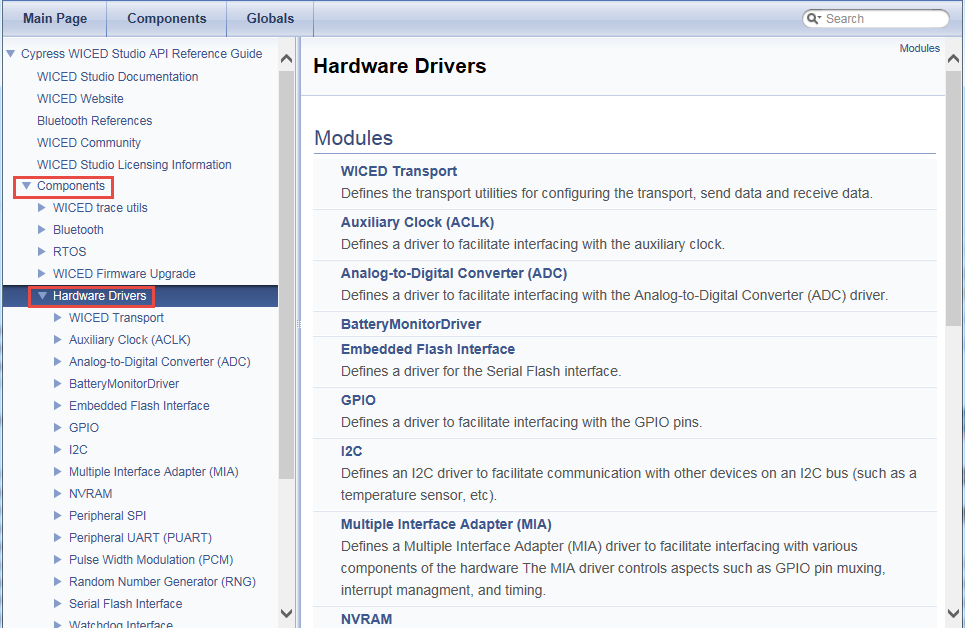 Main Page
Components
Globals
Search
Cypress WICED Studio API Reference Guide
WICED Studio Documentation
WICED Website
Bluetooth References
WICED Community
WICED Studio Licensing Information
Components
WICED trace utils
Bluetooth
RTOS
WICED Firmware Upgrade
Hardware Drivers
WICED Transport
Auxiliary Clock (ACLK)
Analog-to-Digital Converter (ADC)
BatteryMonitorDriver
Embedded Flash Interface
GPIO
I2C
Multiple Interface Adapter (MIA)
NVRAM
Peripheral SPI
Peripheral UART (PUART)
Pulse Width Modulation (PCM)
Random Number Generator (RNG)
Serial Flash Interface
Watchdog Interface
Modules
Hardware Drivers
Modules
WICED Transport
Defines the transport utilities for configuring the transport, send data and receive data.
Auxiliary Clock (ACLK)
Defines a driver to facilitate interfacing with the auxiliary clock.
Analog-to-Digital Converter (ADC)
Defines a driver to facilitate interfacing with the Analog-to-Digital Converter (ADC) driver.
BatteryMonitorDriver
Embedded Flash Interface
Defines a driver for the Serial Flash interface.
GPIO
Defines a driver to facilitate interfacing with the GPIO pins.
I2C
Defines an I2C driver to facilitate communication with other devices on an I2C bus (such as a
temperature sensor, etc).
Multiple Interface Adapter (MIA)
Defines a Multiple Interface Adapter (MIA) driver to facilitate interfacing with various
components of the hardware The MIA driver controls aspects such as GPIO pin muxing,
interrupt managment, and timing.
NVRAM